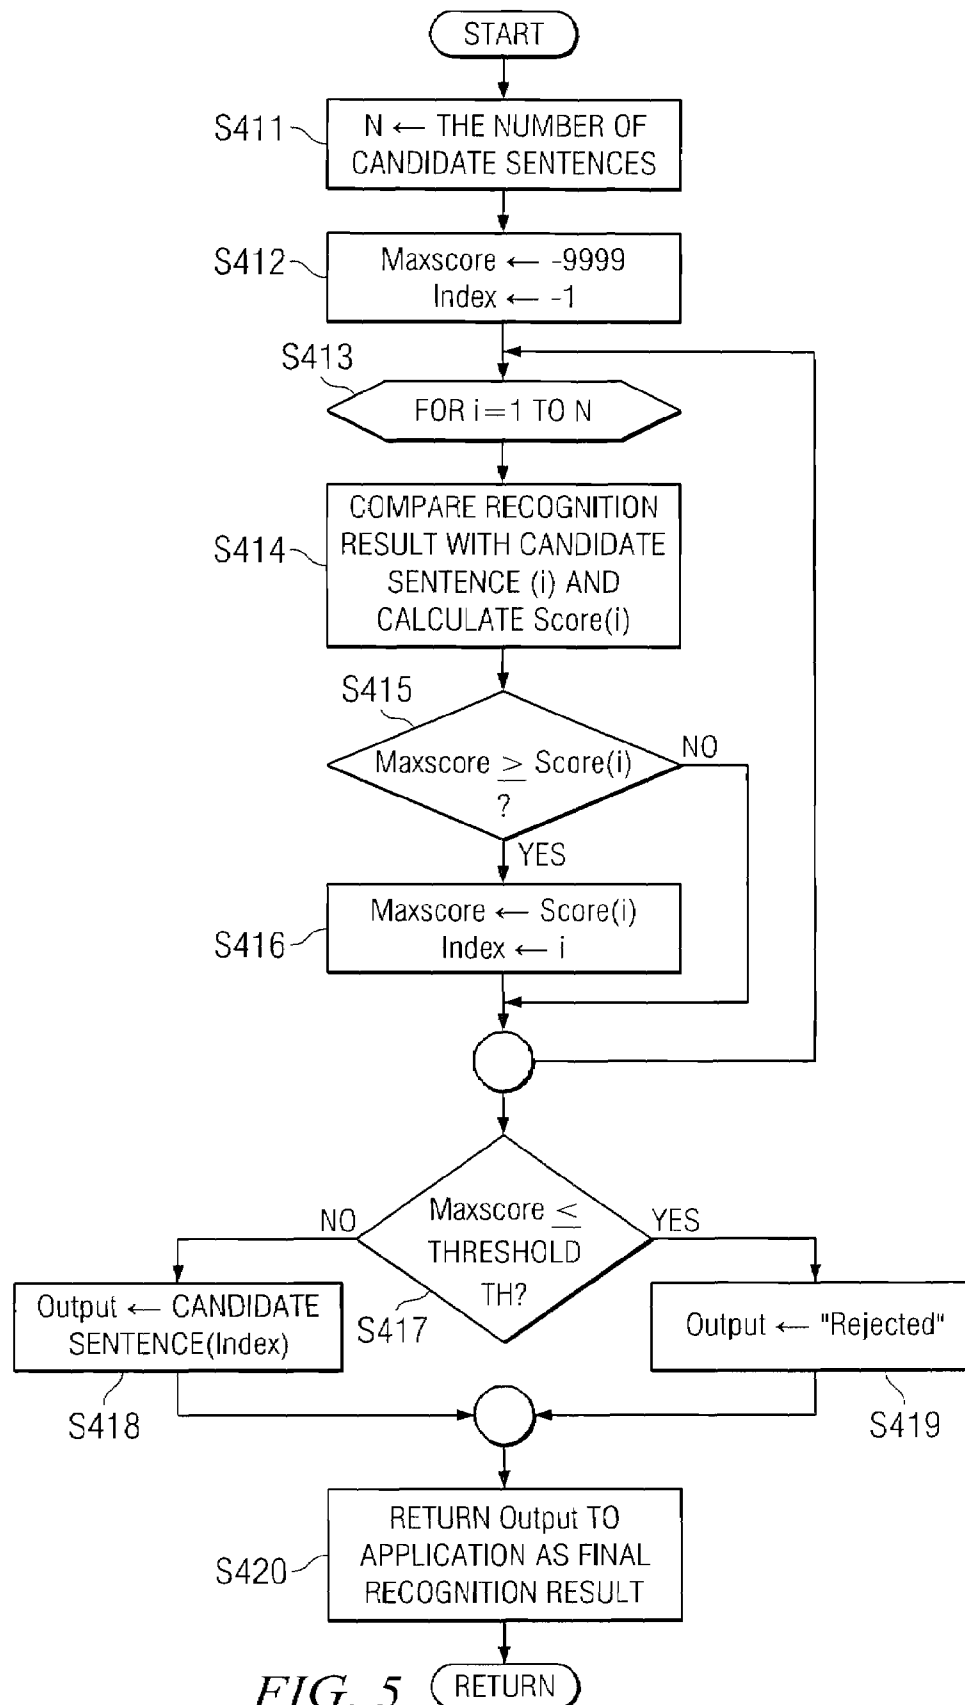 START
S411
N ← THE NUMBER OF
CANDIDATE SENTENCES
S412
Maxscore ← -9999
Index ← -1
S413
FOR i=1 TO N
S414
COMPARE RECOGNITION
RESULT WITH CANDIDATE
SENTENCE (i) AND
CALCULATE Score(i)
S415
Maxscore ≥ Score(i)
?
NO
YES
S416
Maxscore ← Score(i)
Index ← i
S417
Maxscore ≤
THRESHOLD
TH?
NO
YES
Output ← CANDIDATE
SENTENCE(Index)
S418
Output ← "Rejected"
S419
S420
RETURN Output TO
APPLICATION AS FINAL
RECOGNITION RESULT
FIG. 5
RETURN